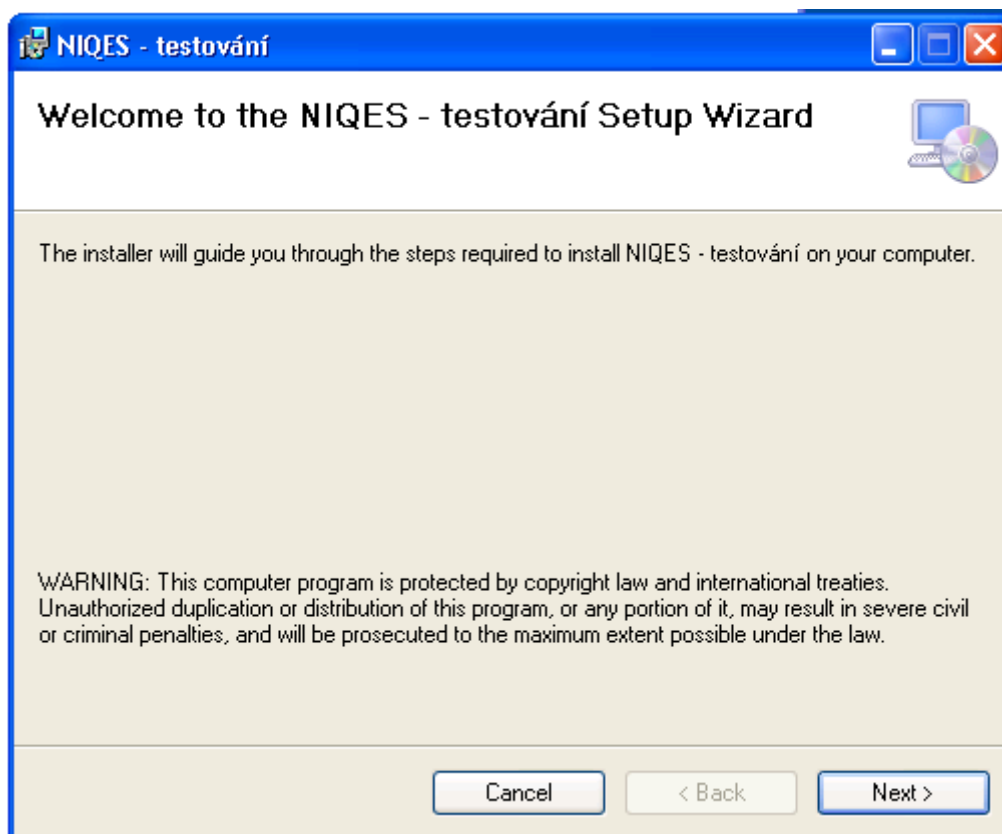 NIQES - testování
Welcome to the NIQES - testování Setup Wizard
The installer will guide you through the steps required to install NIQES - testování on your computer.
WARNING: This computer program is protected by copyright law and international treaties.
Unauthorized duplication or distribution of this program, or any portion of it, may result in severe civil
or criminal penalties, and will be prosecuted to the maximum extent possible under the law.
Cancel < Back Next >